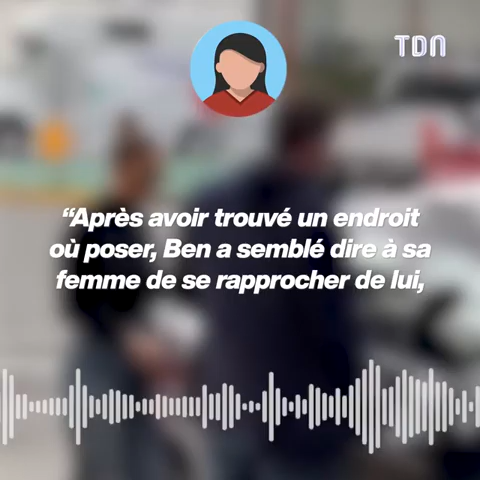 TDN
“Après avoir trouvé un endroit
où poser, Ben a semblé dire à sa
femme de se rapprocher de lui,